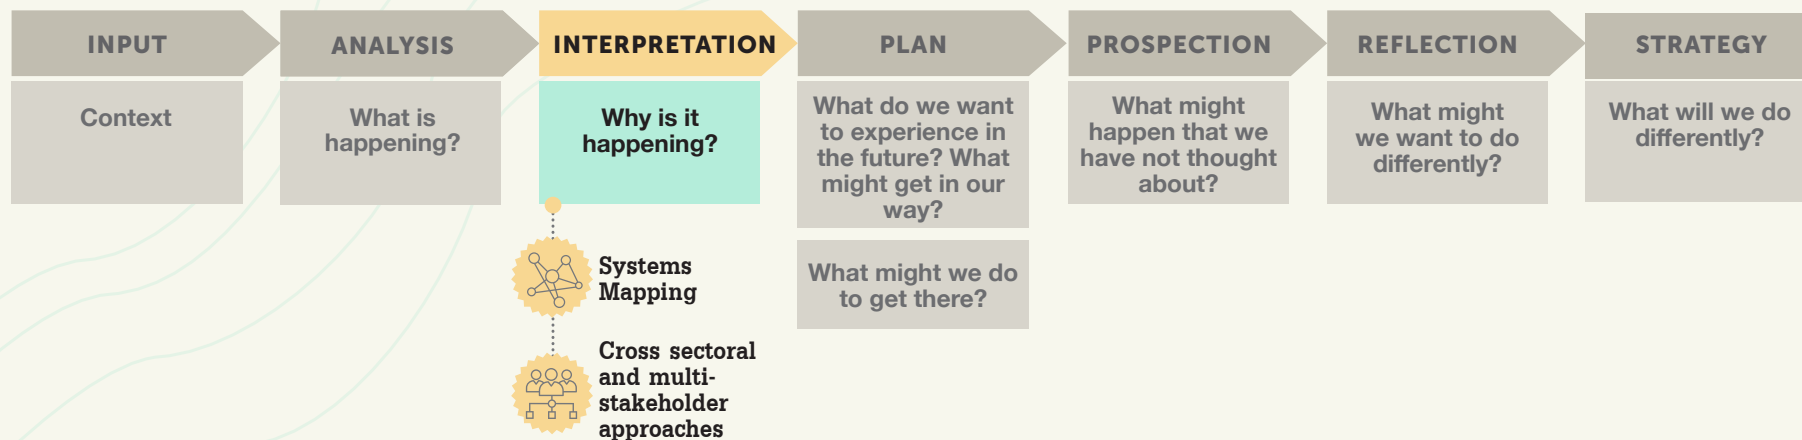 INPUT
ANALYSIS
INTERPRETATION
PLAN
PROSPECTION
REFLECTION
STRATEGY
Context
What is
happening?
Why is it
happening?
What do we want
to experience in
the future? What
might get in our
way?
What might we do
to get there?
What might
happen that we
have not thought
about?
What might
we want to do
differently?
What will we do
differently?
Systems
Mapping
Cross sectoral
and multi-
stakeholder
approaches